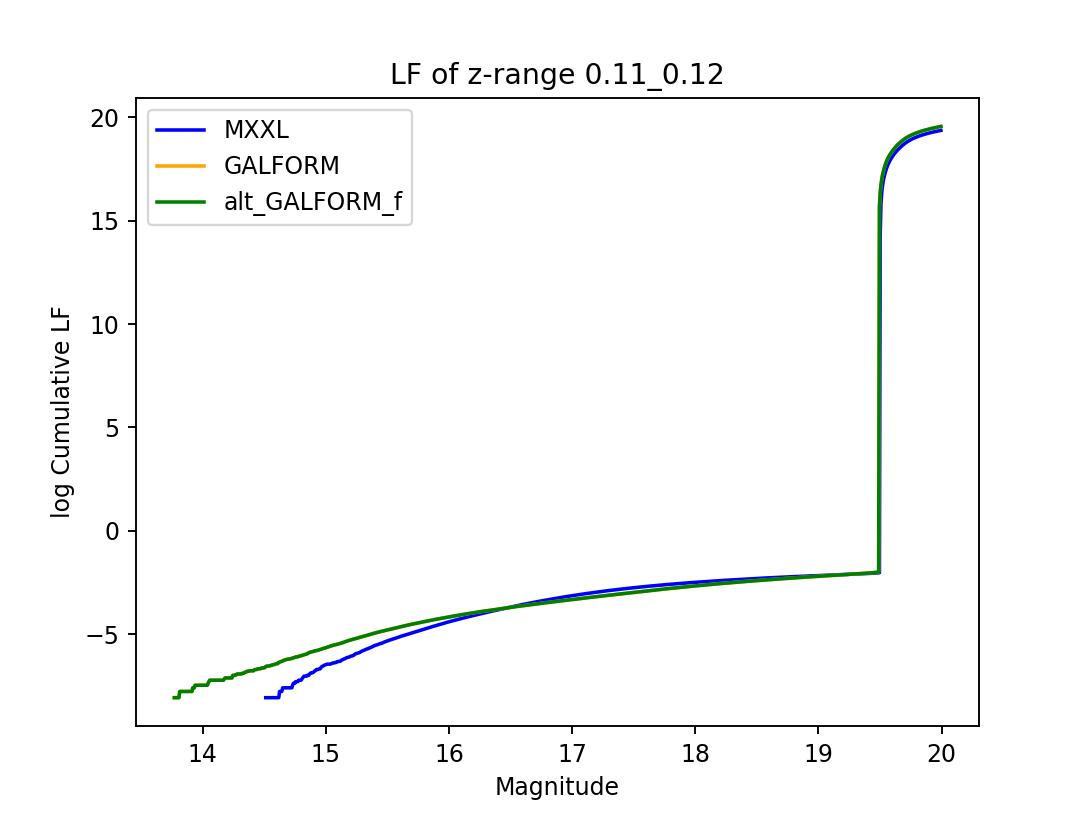 LF of z-range 0.11_0.12
MXXL
GALFORM
alt_GALFORM_f
20
15
10
5
0
−5
log Cumulative LF
14 15 16 17 18 19 20
Magnitude